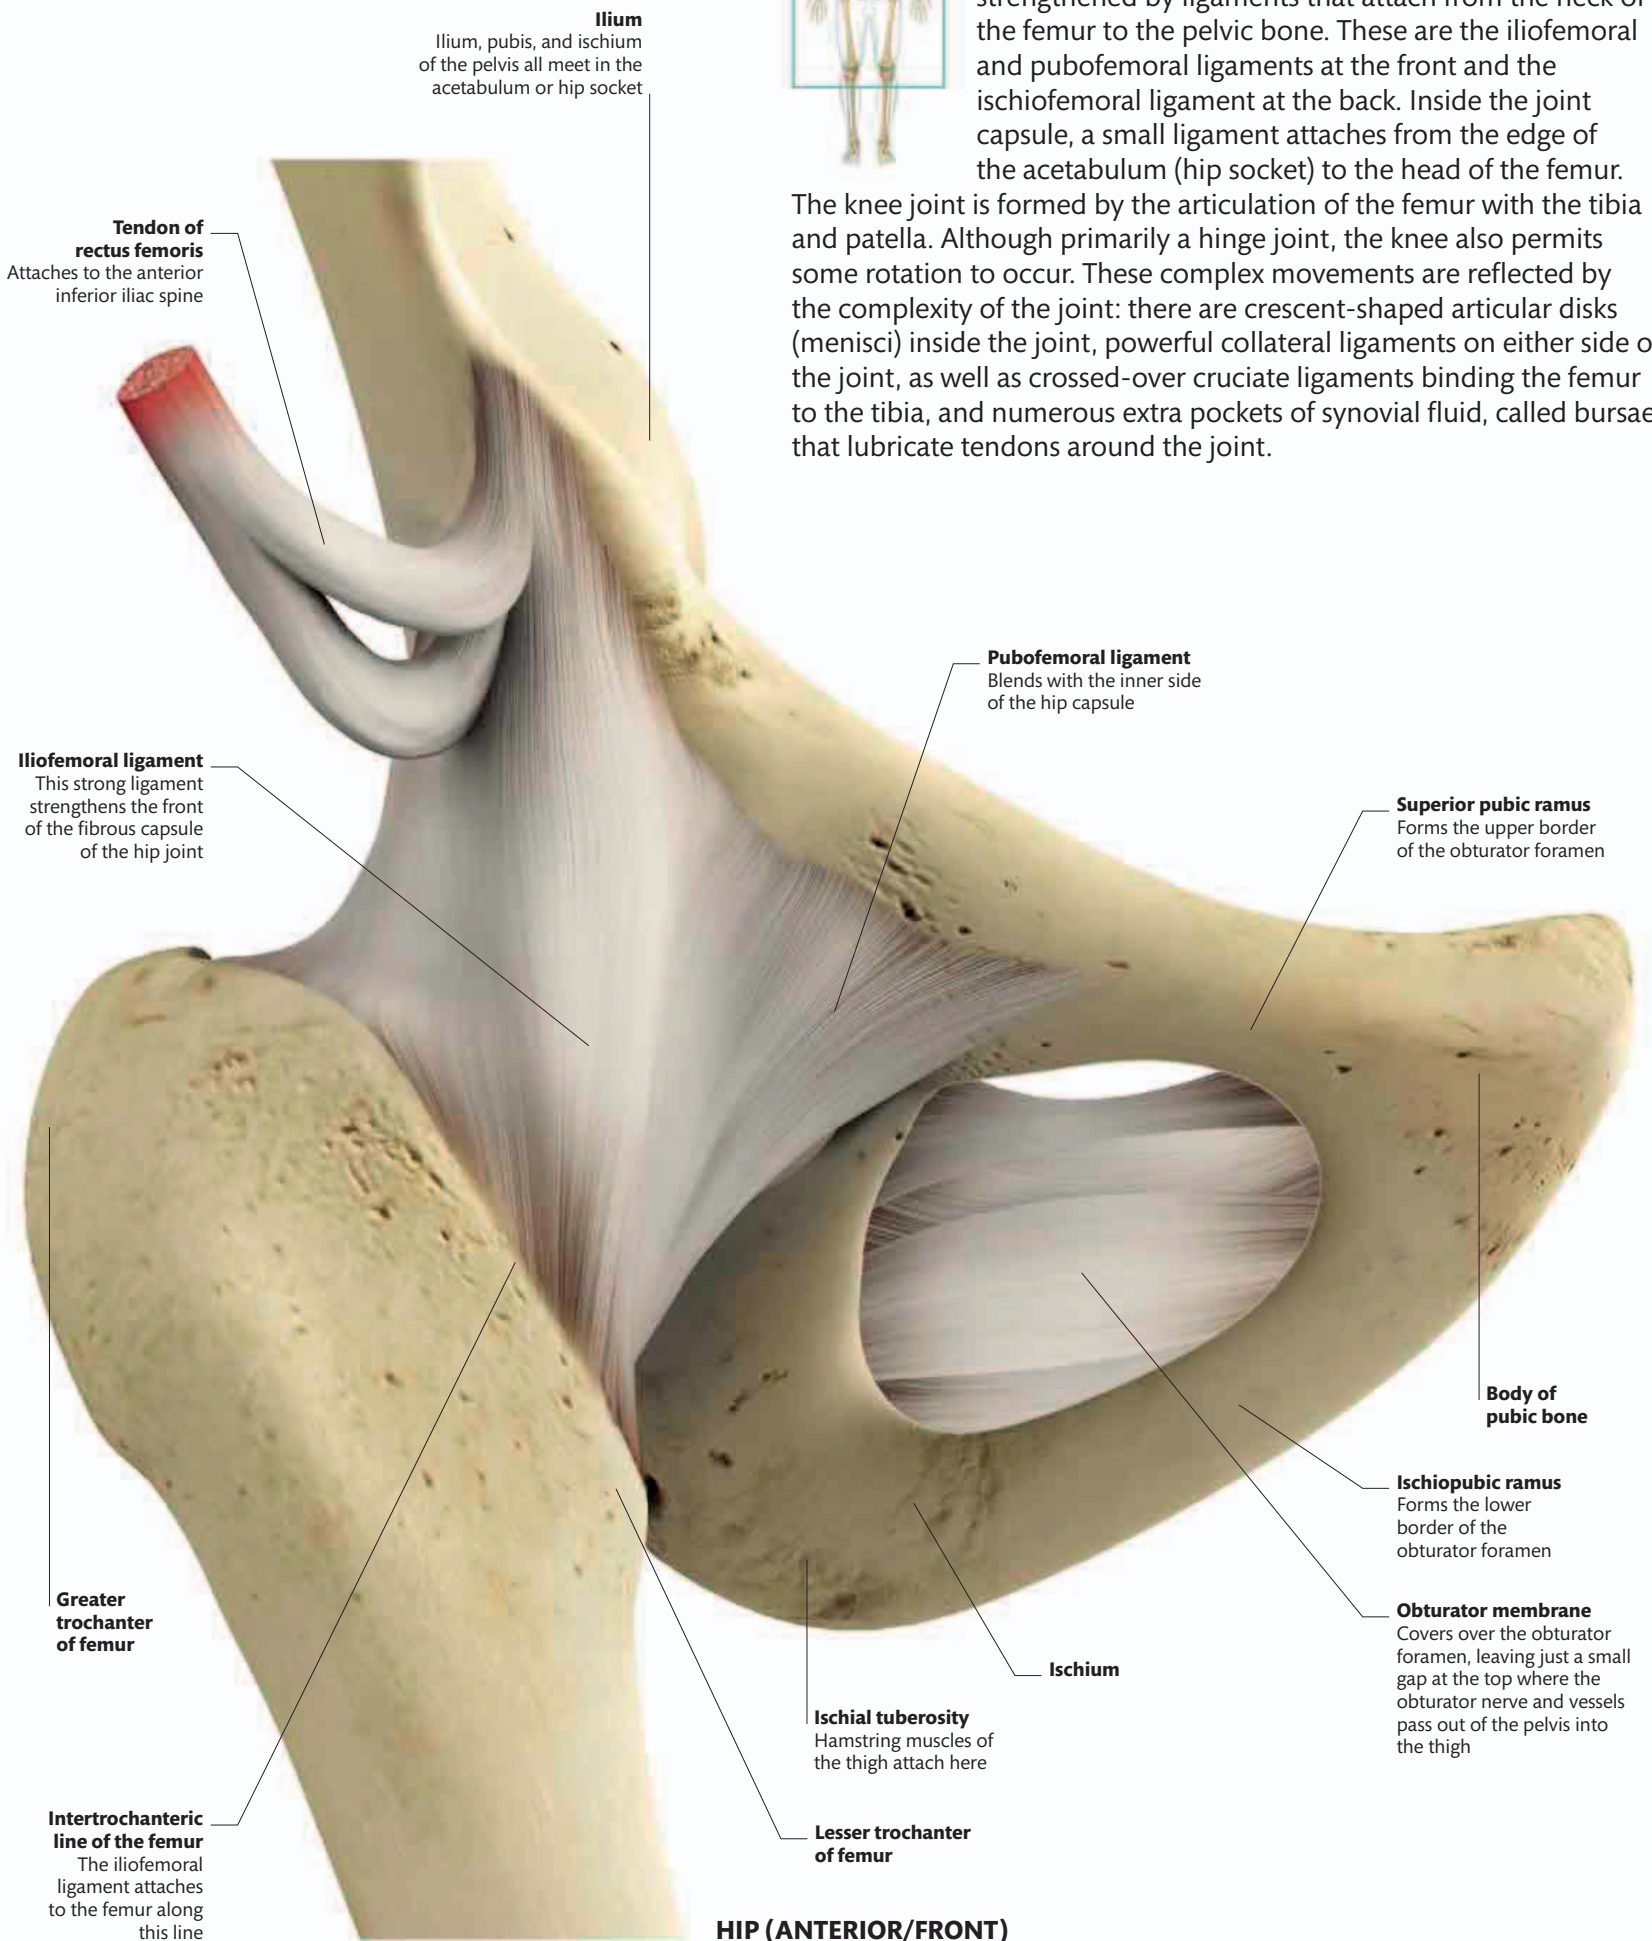 strengthened by ligaments that attach from the neck of
the femur to the pelvic bone. These are the iliofemoral
and pubofemoral ligaments at the front and the
ischiofemoral ligament at the back. Inside the joint
capsule, a small ligament attaches from the edge of
the acetabulum (hip socket) to the head of the femur.
The knee joint is formed by the articulation of the femur with the tibia
and patella. Although primarily a hinge joint, the knee also permits
some rotation to occur. These complex movements are reflected by
the complexity of the joint: there are crescent-shaped articular disks
(menisci) inside the joint, powerful collateral ligaments on either side o
the joint, as well as crossed-over cruciate ligaments binding the femur
to the tibia, and numerous extra pockets of synovial fluid, called bursae
that lubricate tendons around the joint.
Ilium
Ilium, pubis, and ischium
of the pelvis all meet in the
acetabulum or hip socket
Tendon of
rectus femoris
Attaches to the anterior
inferior iliac spine
Pubofemoral ligament
Blends with the inner side
of the hip capsule
Iliofemoral ligament
This strong ligament
strengthens the front
of the fibrous capsule
of the hip joint
Superior pubic ramus
Forms the upper border
of the obturator foramen
Body of
pubic bone
Ischiopubic ramus
Forms the lower
border of the
obturator foramen
Greater
trochanter
of femur
Obturator membrane
Covers over the obturator
foramen, leaving just a small
gap at the top where the
obturator nerve and vessels
pass out of the pelvis into
the thigh
Ischium
Ischial tuberosity
Hamstring muscles of
the thigh attach here
Intertrochanteric
line of the femur
The iliofemoral
ligament attaches
to the femur along
this line
Lesser trochanter
of femur
HIP (ANTERIOR/FRONT)